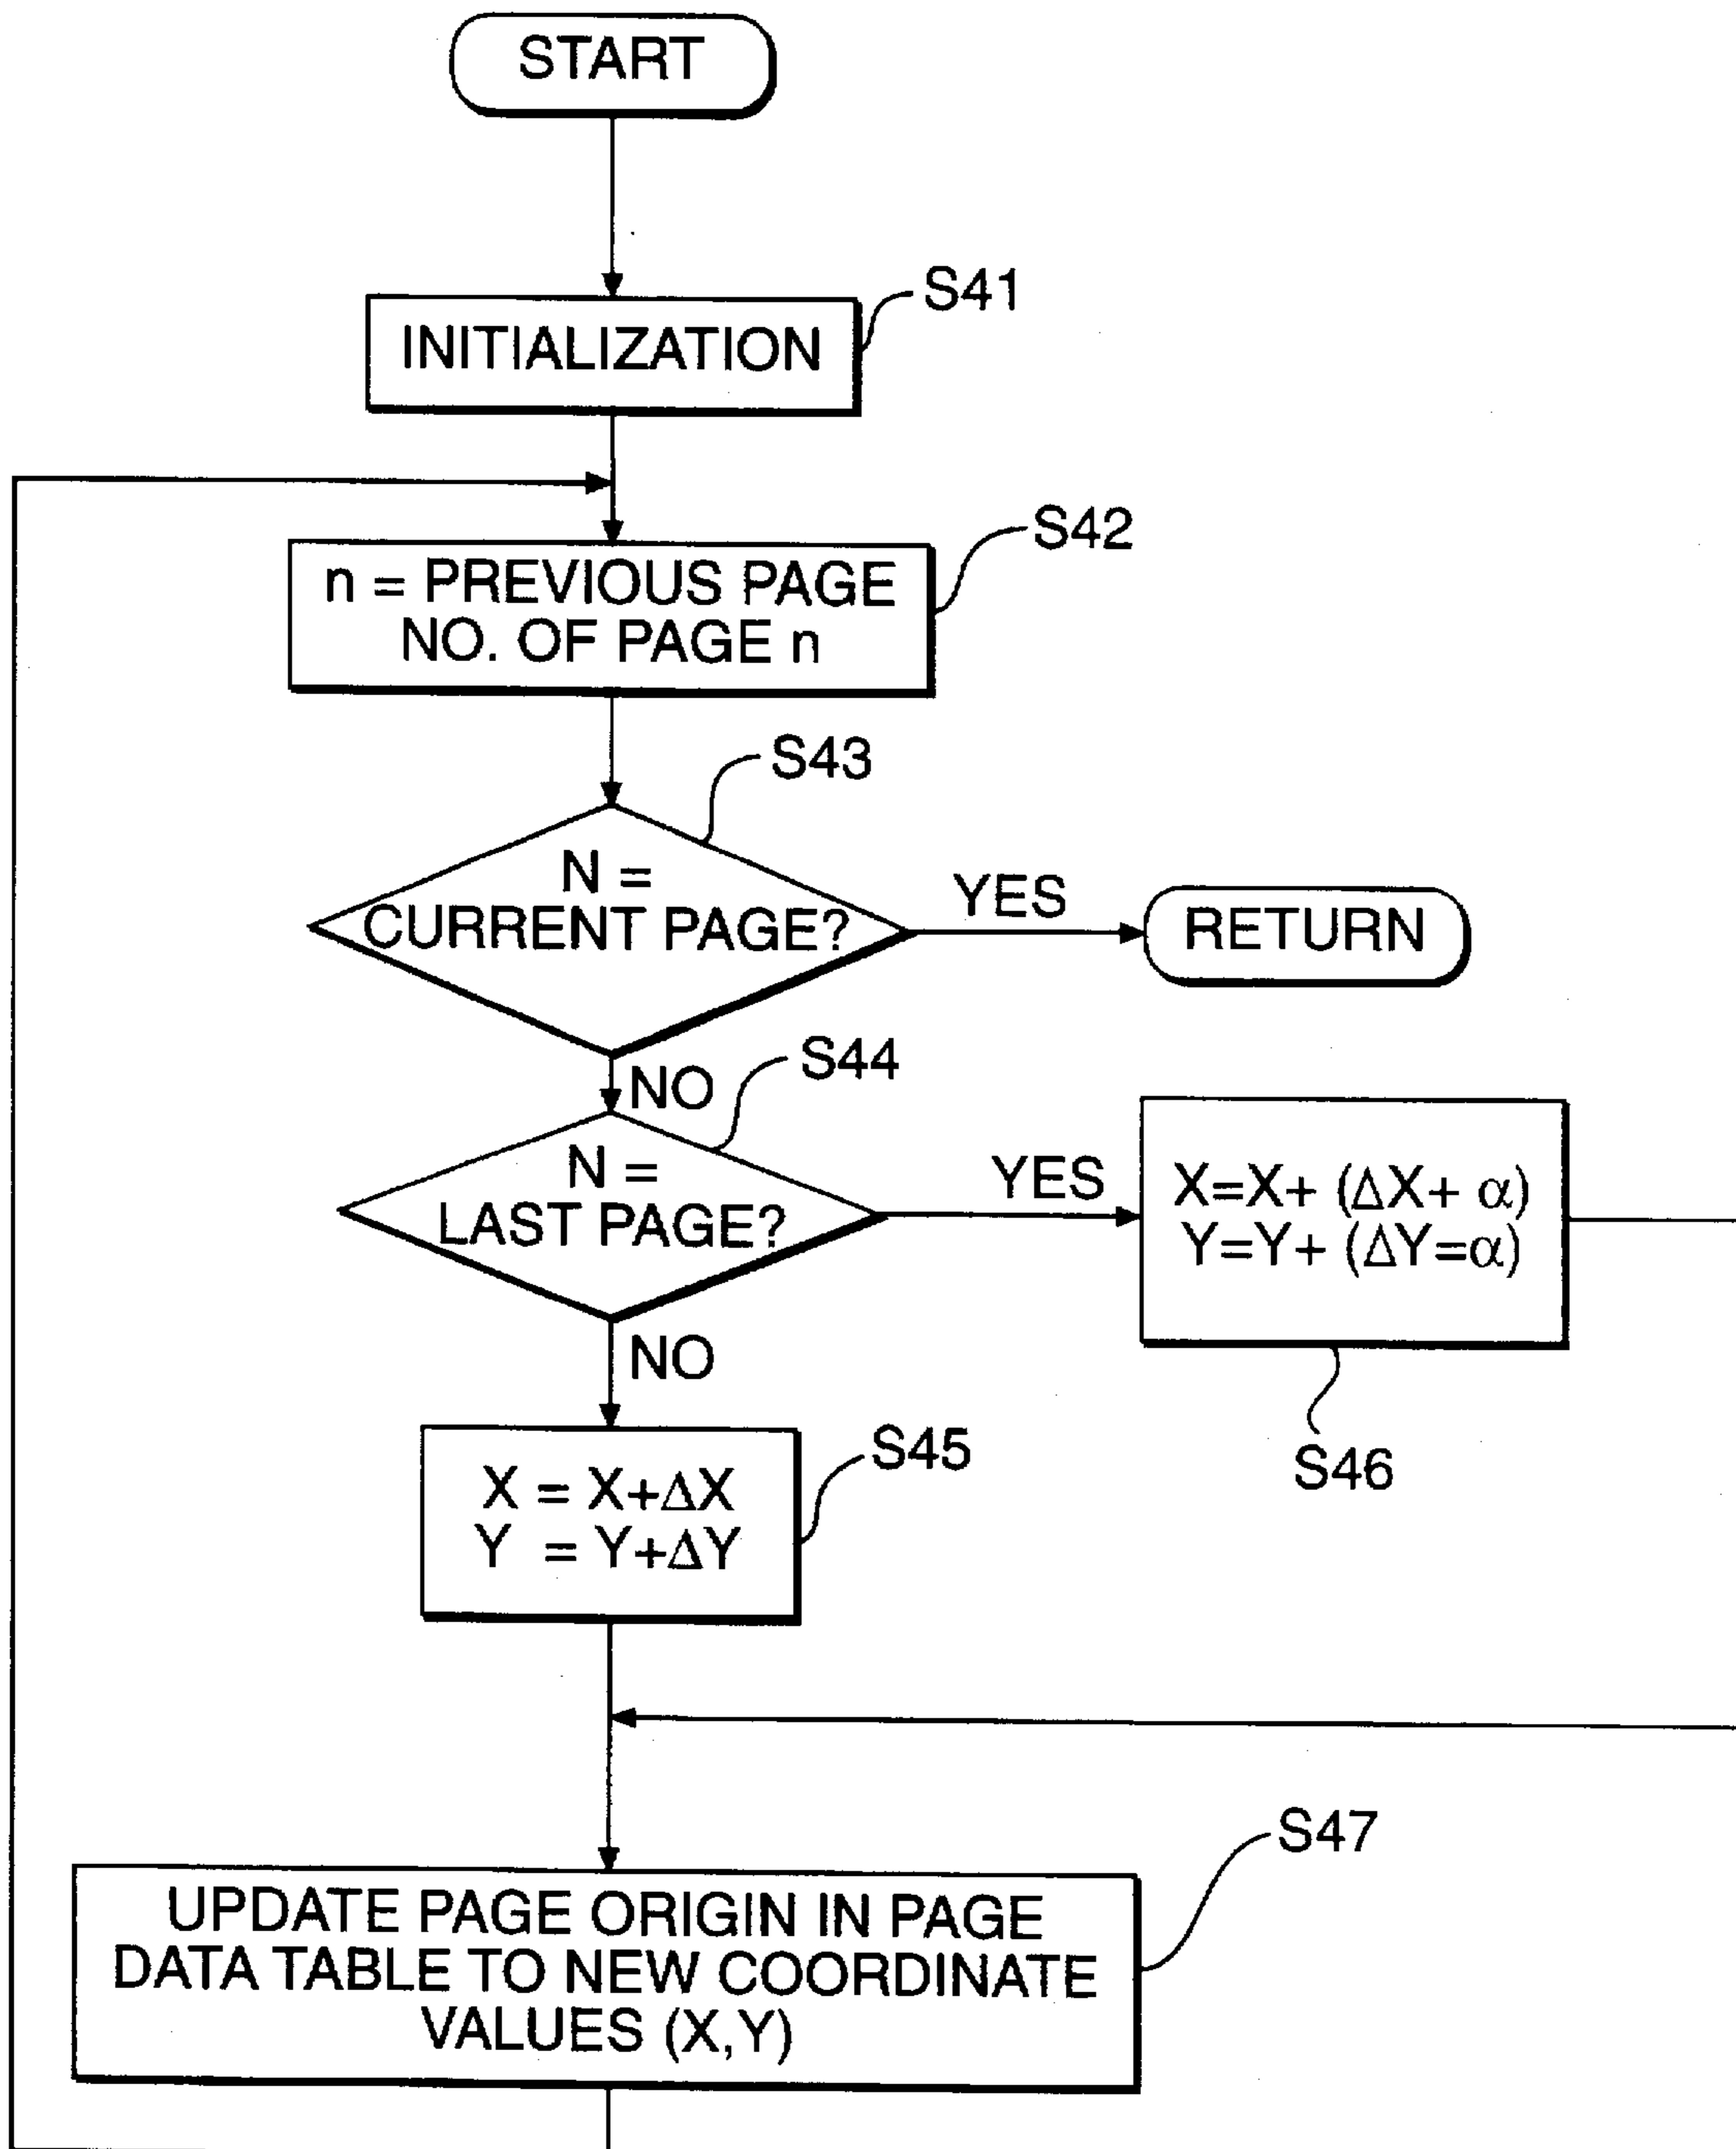 START
INITIALIZATION
S41
n = PREVIOUS PAGE
NO. OF PAGE n
S42
N =
CURRENT PAGE?
S43
YES
RETURN
NO
N =
LAST PAGE?
S44
YES
X=X+ (ΔX+ α)
Y=Y+ (ΔY=α)
S46
NO
X = X+ΔX
Y = Y+ΔY
S45
UPDATE PAGE ORIGIN IN PAGE
DATA TABLE TO NEW COORDINATE
VALUES (X,Y)
S47